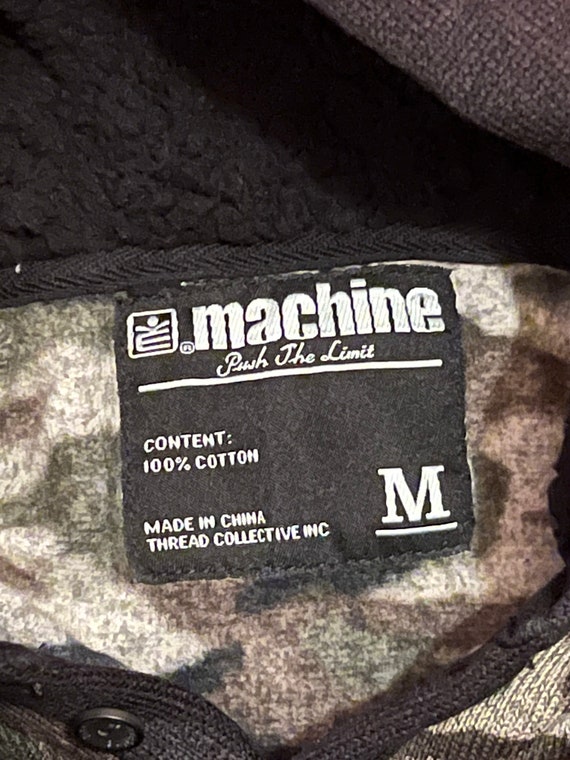 machine
®
Push The Limit
CONTENT:
100% COTTON
M
MADE IN CHINA
THREAD COLLECTIVE INC